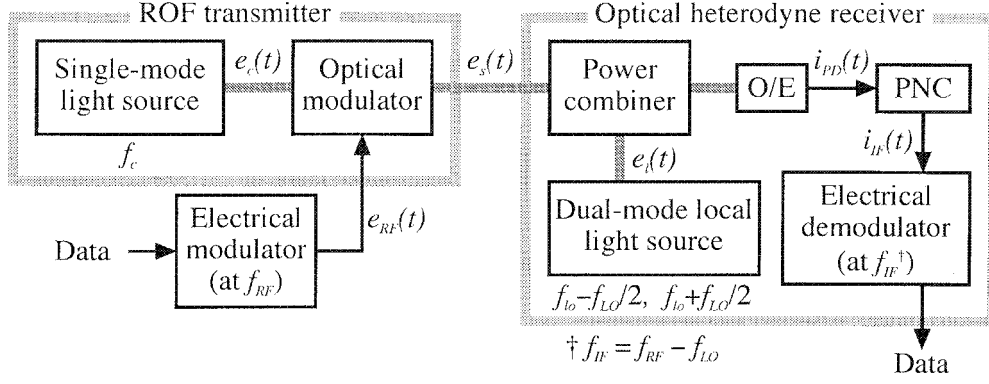 ROF transmitter
Single-mode
light source
e_c(t)
Optical
modulator
e_s(t)
f_c
Data
Electrical
modulator
(at f_RF)
e_RF(t)
Optical heterodyne receiver
Power
combiner
O/E
i_PD(t)
PNC
i_IF(t)
e_l(t)
Dual-mode local
light source
f_lo−f_LO/2, f_lo+f_LO/2
Electrical
demodulator
(at f_IF†)
† f_IF = f_RF − f_LO
Data